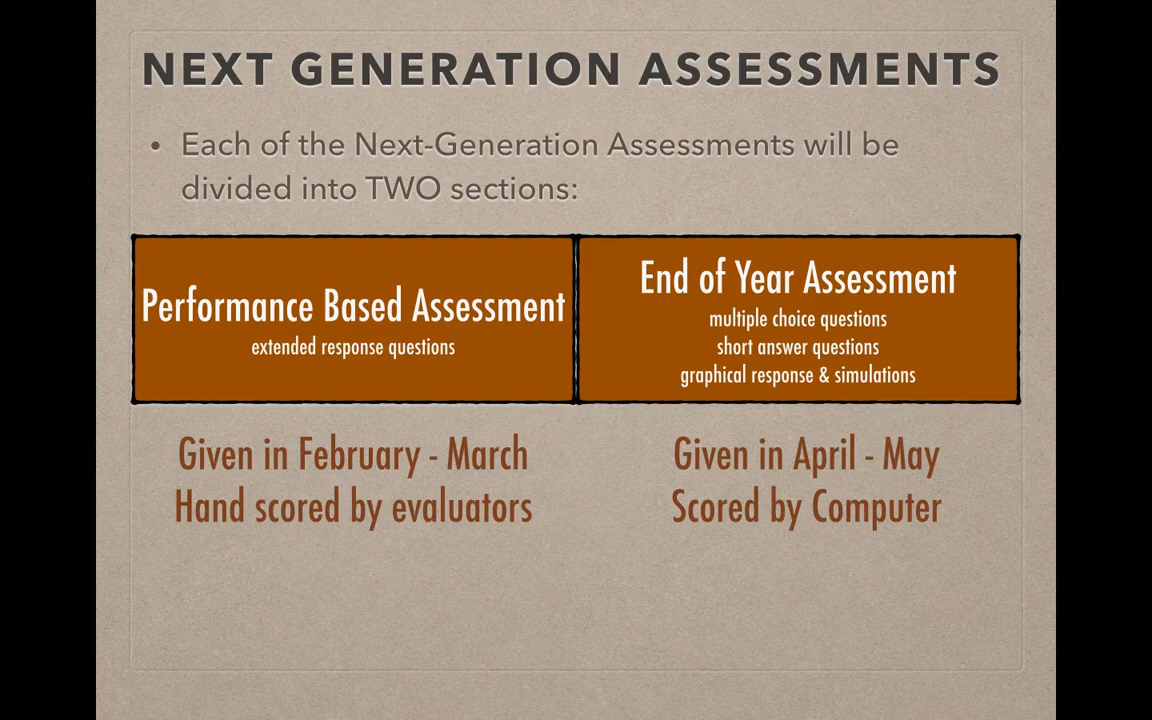 NEXT GENERATION ASSESSMENTS
• Each of the Next-Generation Assessments will be
divided into TWO sections:
Performance Based Assessment
extended response questions
End of Year Assessment
multiple choice questions
short answer questions
graphical response & simulations
Given in February - March
Hand scored by evaluators
Given in April - May
Scored by Computer